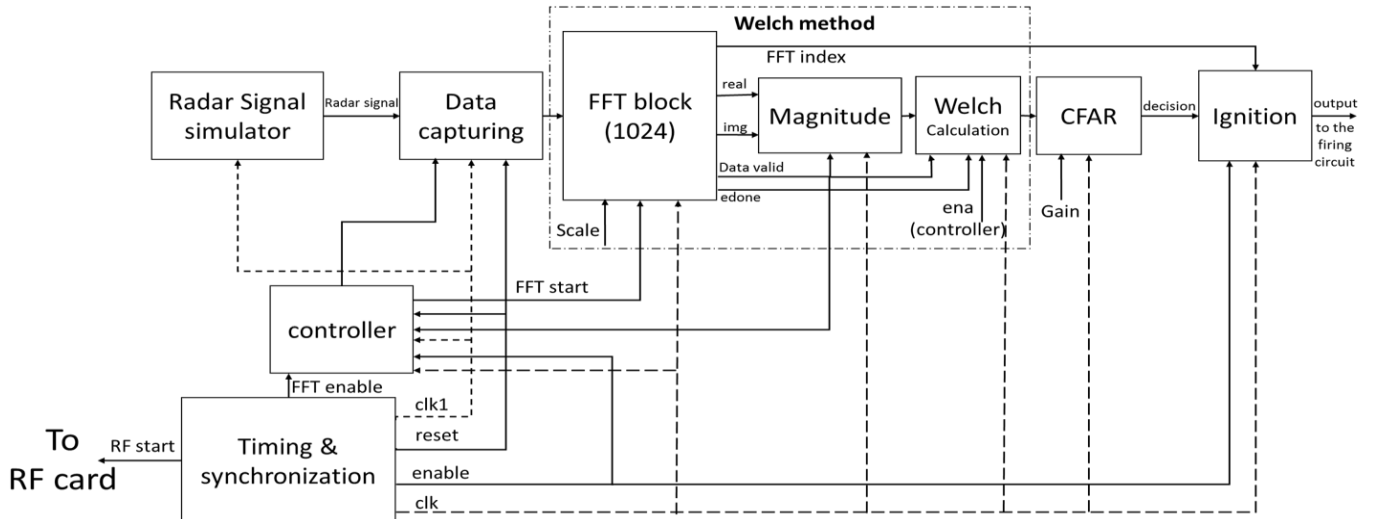 Welch method
FFT index
Radar Signal
simulator
Radar signal
Data
capturing
FFT block
(1024)
real
img
Magnitude
Welch
Calculation
CFAR
decision
Ignition
output
to the
firing
circuit
Data valid
edone
Scale
ena
(controller)
Gain
FFT start
controller
FFT enable
clk1
reset
enable
clk
Timing &
synchronization
RF start
To
RF card